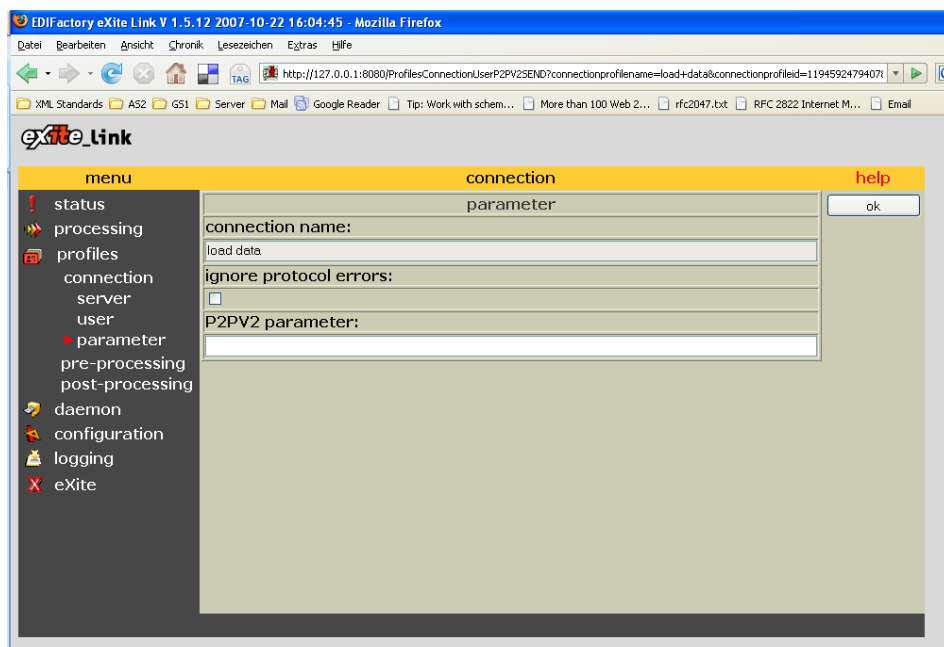 EDIFactory eXite Link V 1.5.12 2007-10-22 16:04:45 - Mozilla Firefox
Datei Bearbeiten Ansicht Chronik Lesezeichen Extras Hilfe
TAG http://127.0.0.1:8080/ProfilesConnectionUserP2PV2SEND?connectionprofilename=load+data&connectionprofileid=11945924794078
XML Standards AS2 GS1 Server Mail Google Reader Tip: Work with schem... More than 100 Web 2... rfc2047.txt RFC 2822 Internet M... Email
eXite_Link
menu connection help
status parameter ok
processing connection name:
profiles load data
connection ignore protocol errors:
server
user P2PV2 parameter:
parameter
pre-processing
post-processing
daemon
configuration
logging
eXite